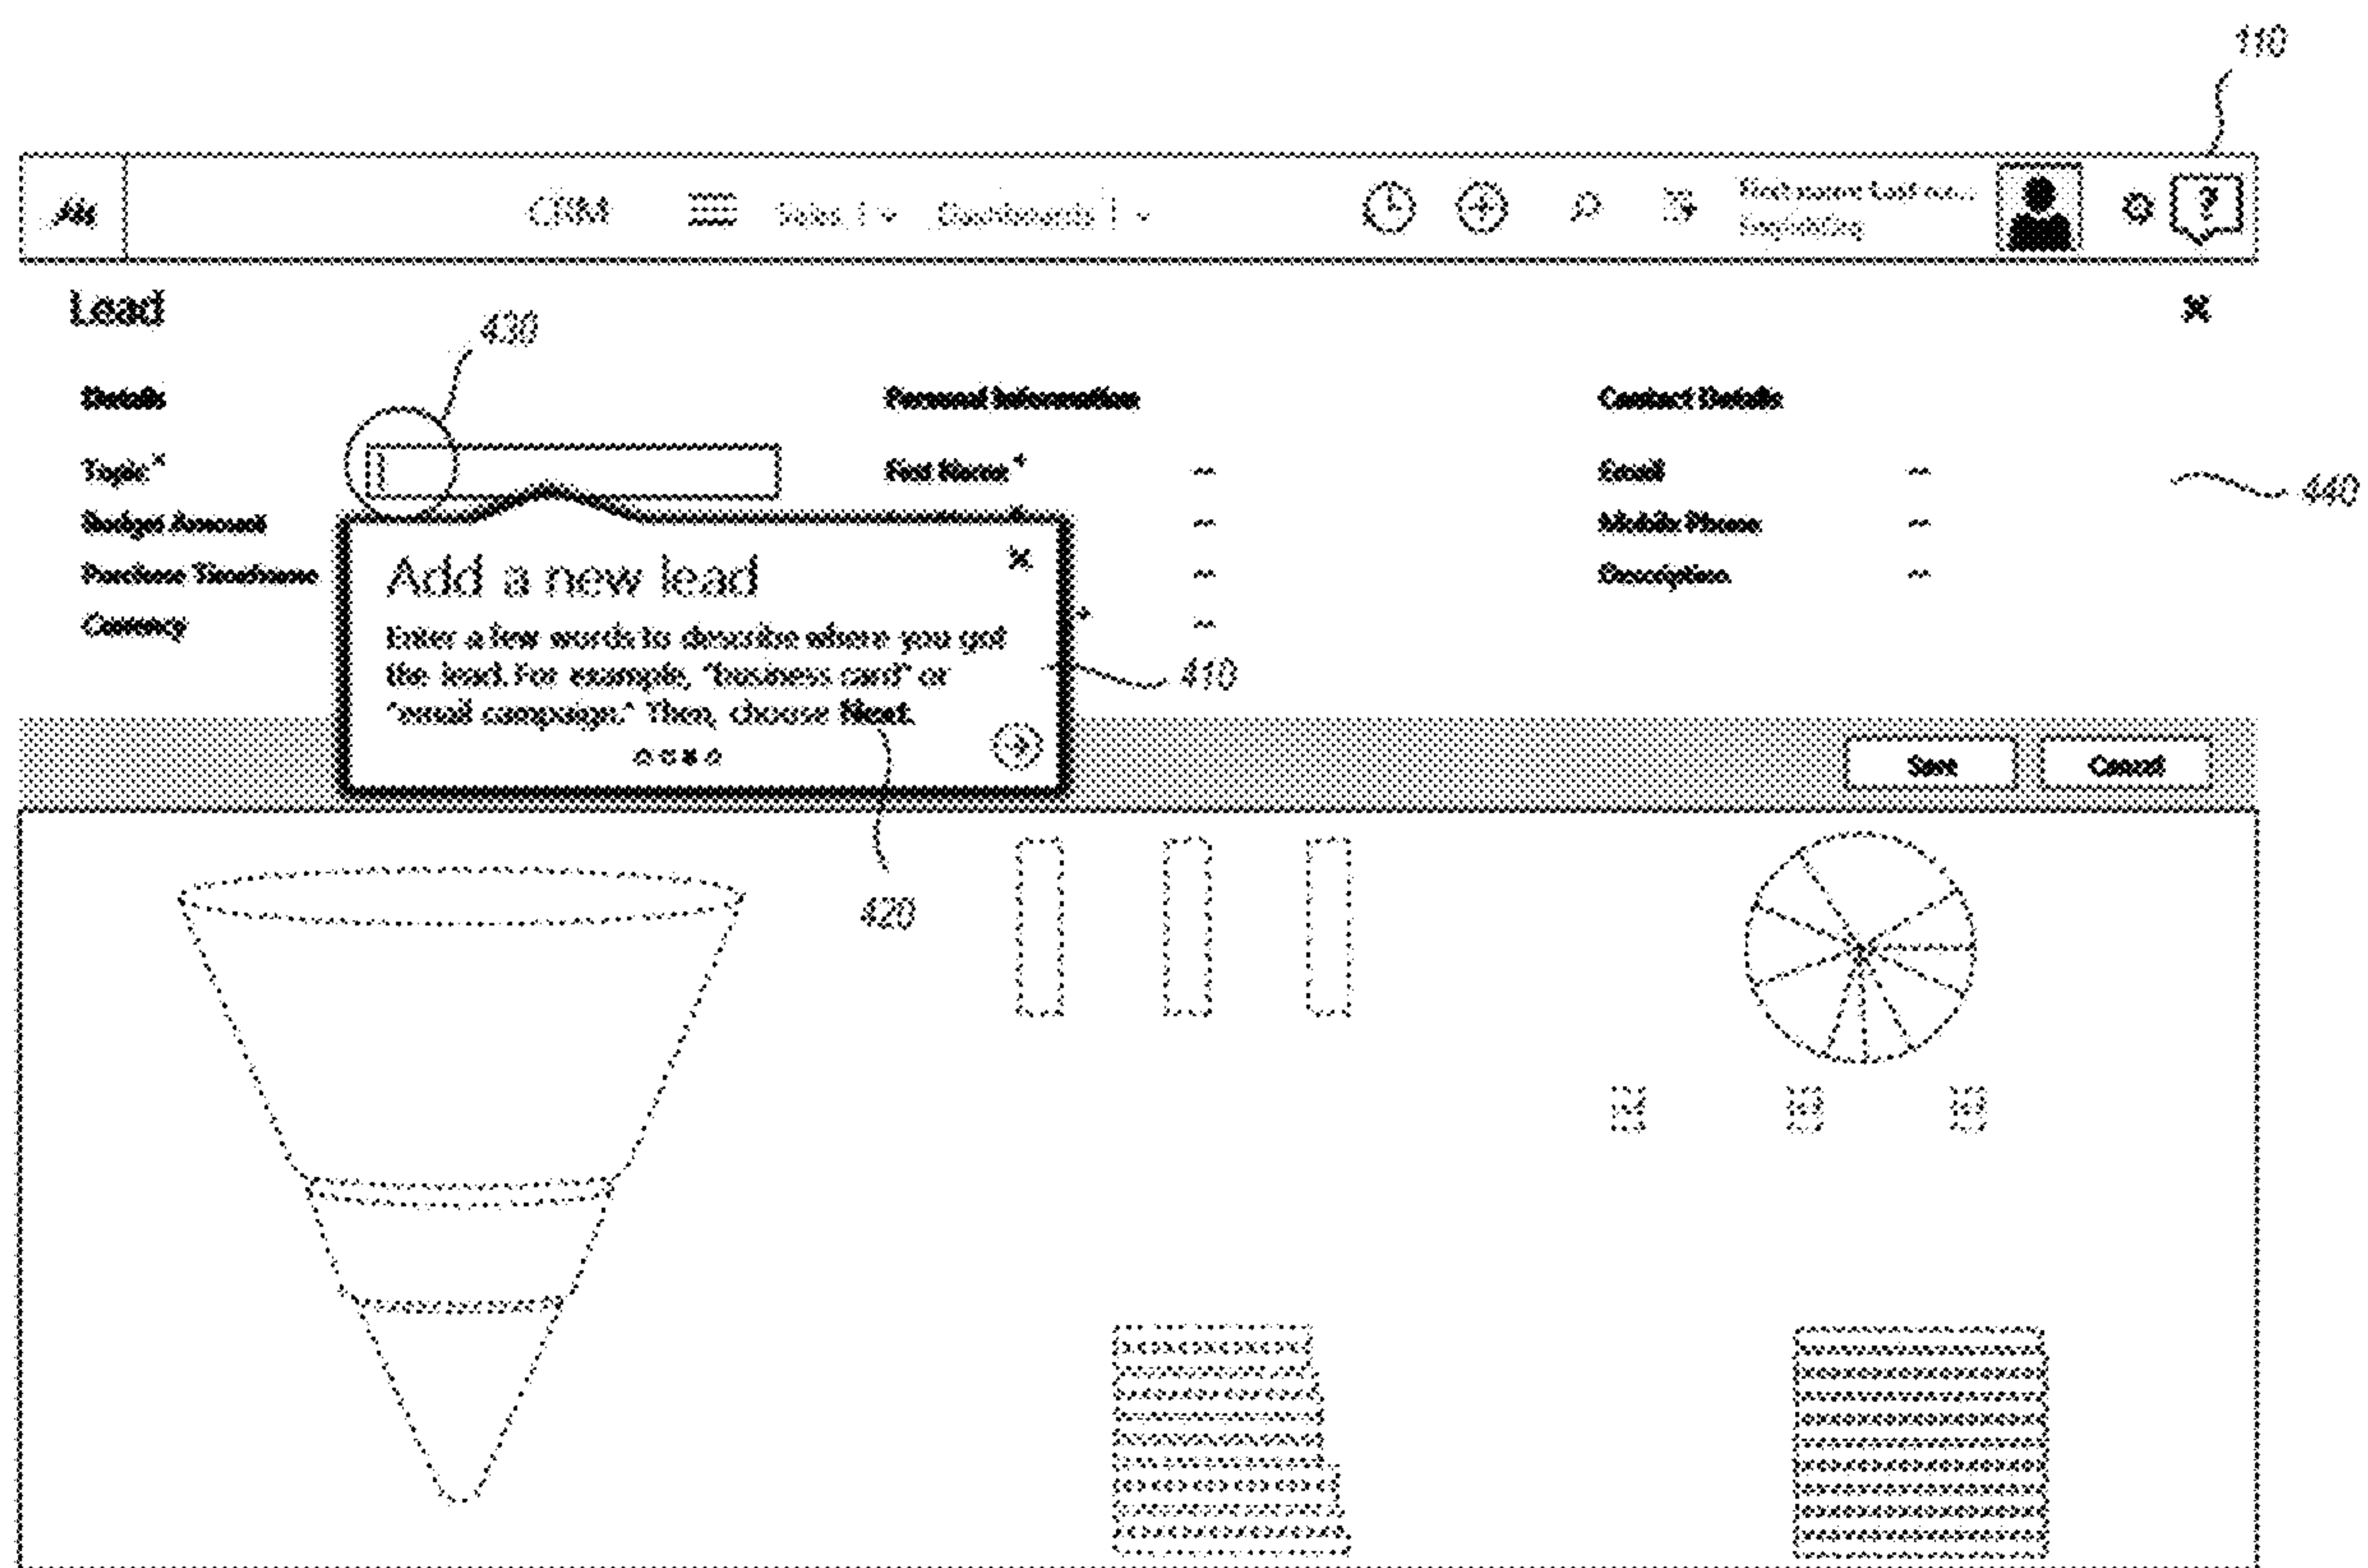 110
CRM Sales Dashboards
?
Lead
430
Details Personal Information Contact Details
Topic* First Name* Email
440
Budget Amount Mobile Phone
Purchase Timeframe Description
Currency
Add a new lead
Enter a few words to describe where you got
the lead. For example, "business card" or
"email campaign." Then, choose Next.
410
Save Cancel
420